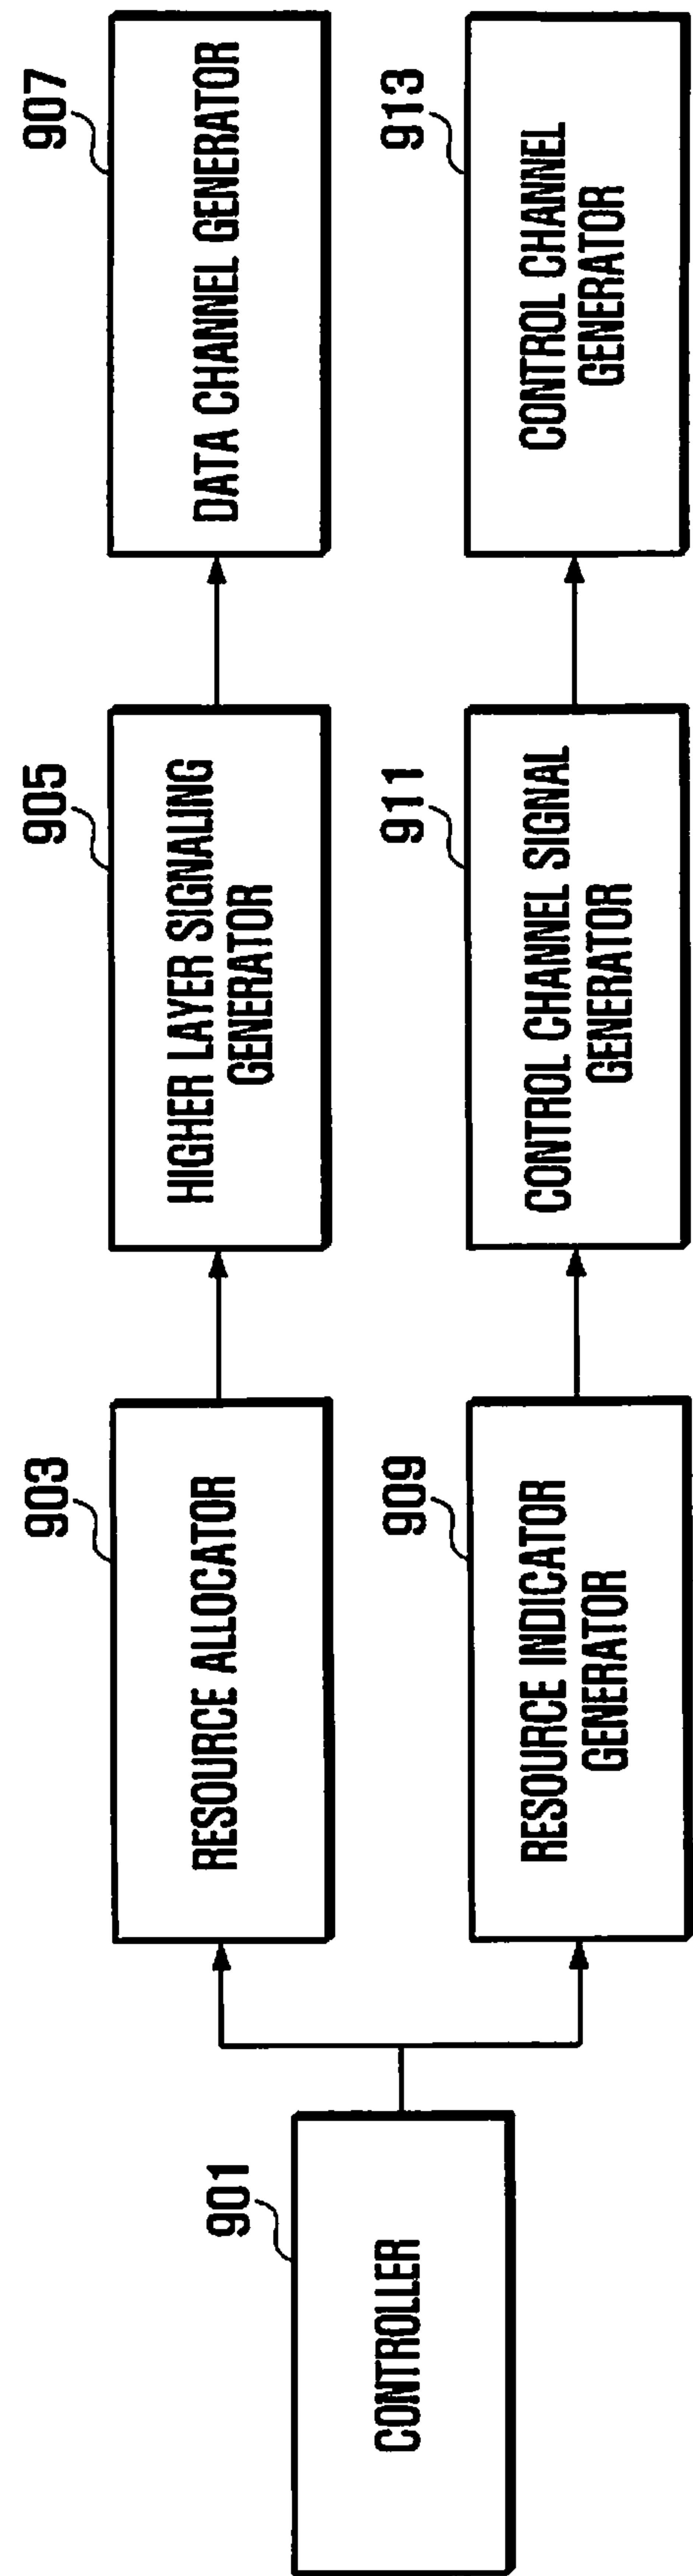 901
CONTROLLER
903
RESOURCE ALLOCATOR
905
HIGHER LAYER SIGNALING
GENERATOR
907
DATA CHANNEL GENERATOR
909
RESOURCE INDICATOR
GENERATOR
911
CONTROL CHANNEL SIGNAL
GENERATOR
913
CONTROL CHANNEL
GENERATOR